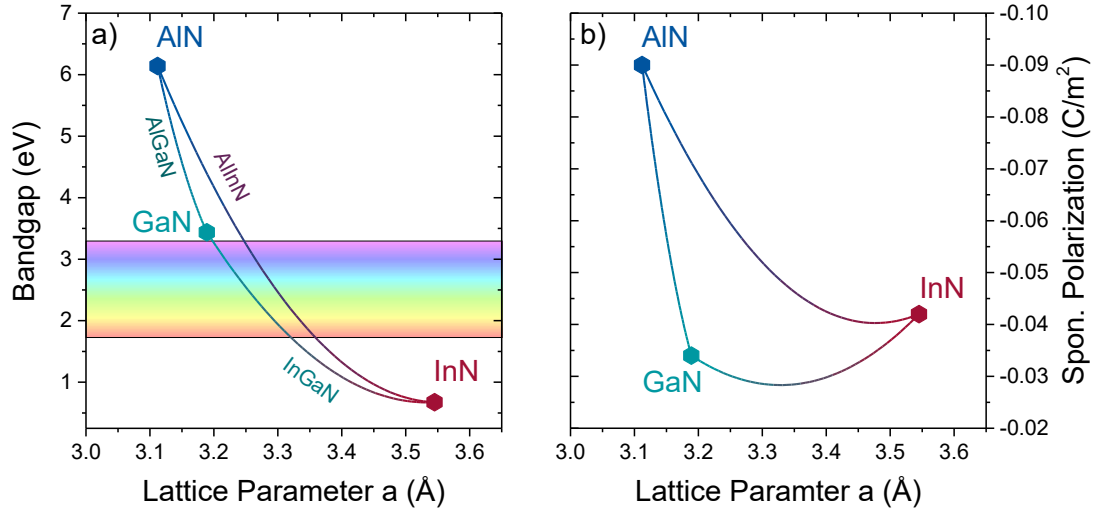 a)
AlN
AlGaN
AlInN
GaN
InGaN
InN
7
6
5
4
3
2
1
Bandgap (eV)
3.0 3.1 3.2 3.3 3.4 3.5 3.6
Lattice Parameter a (Å)
b)
AlN
InN
GaN
-0.10
-0.09
-0.08
-0.07
-0.06
-0.05
-0.04
-0.03
-0.02
Spon. Polarization (C/m²)
3.0 3.1 3.2 3.3 3.4 3.5 3.6
Lattice Paramter a (Å)